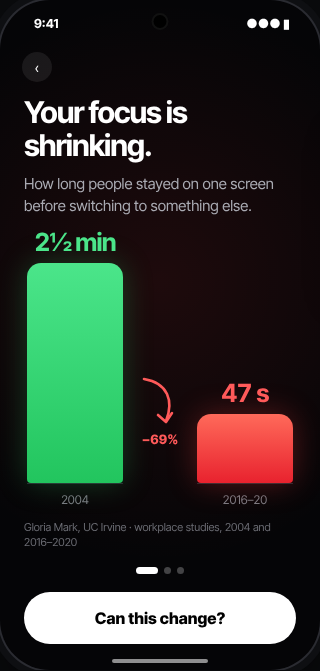 9:41
Your focus is
shrinking.
How long people stayed on one screen
before switching to something else.
2½ min
47 s
−69%
2004
2016–20
Gloria Mark, UC Irvine · workplace studies, 2004 and
2016–2020
Can this change?